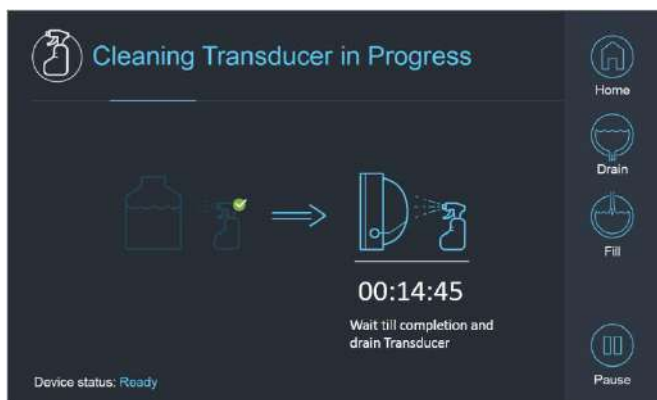 Cleaning Transducer in Progress
Home
Drain
Fill
00:14:45
Wait till completion and
drain Transducer
Device status: Ready
Pause